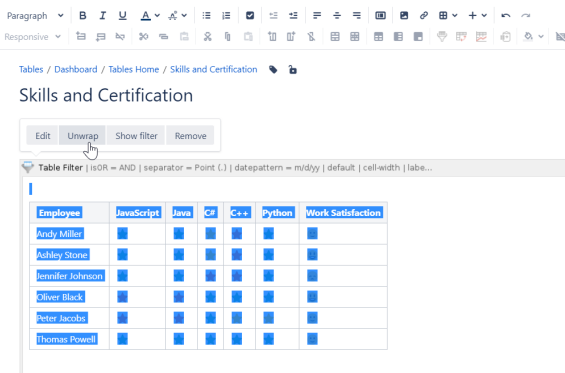 Paragraph B I U A
Responsive
Tables / Dashboard / Tables Home / Skills and Certification
Skills and Certification
Edit Unwrap Show filter Remove
Table Filter | isOR = AND | separator = Point (.) | datepattern = m/d/yy | default | cell-width | labe...
Employee JavaScript Java C# C++ Python Work Satisfaction
Andy Miller
Ashley Stone
Jennifer Johnson
Oliver Black
Peter Jacobs
Thomas Powell